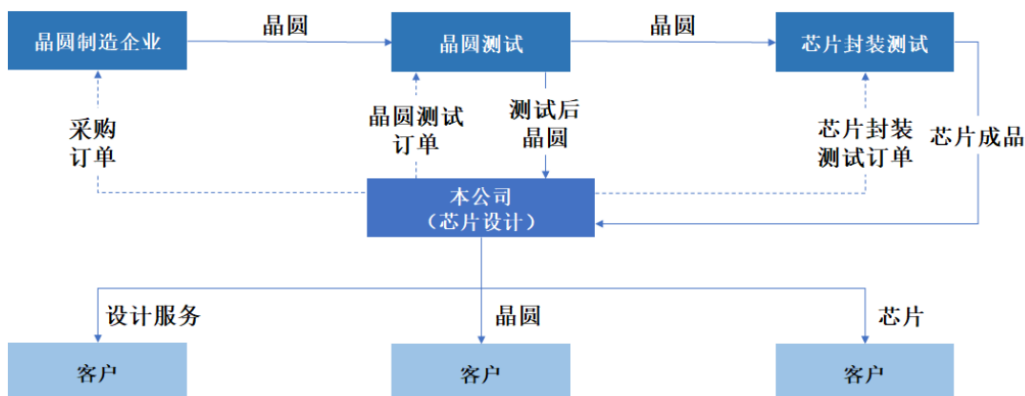 晶圆
晶圆
晶圆制造企业
晶圆测试
芯片封装测试
采购
订单
晶圆测试
订单
测试后
晶圆
芯片封装
测试订单
芯片成品
本公司
（芯片设计）
设计服务
晶圆
芯片
客户
客户
客户